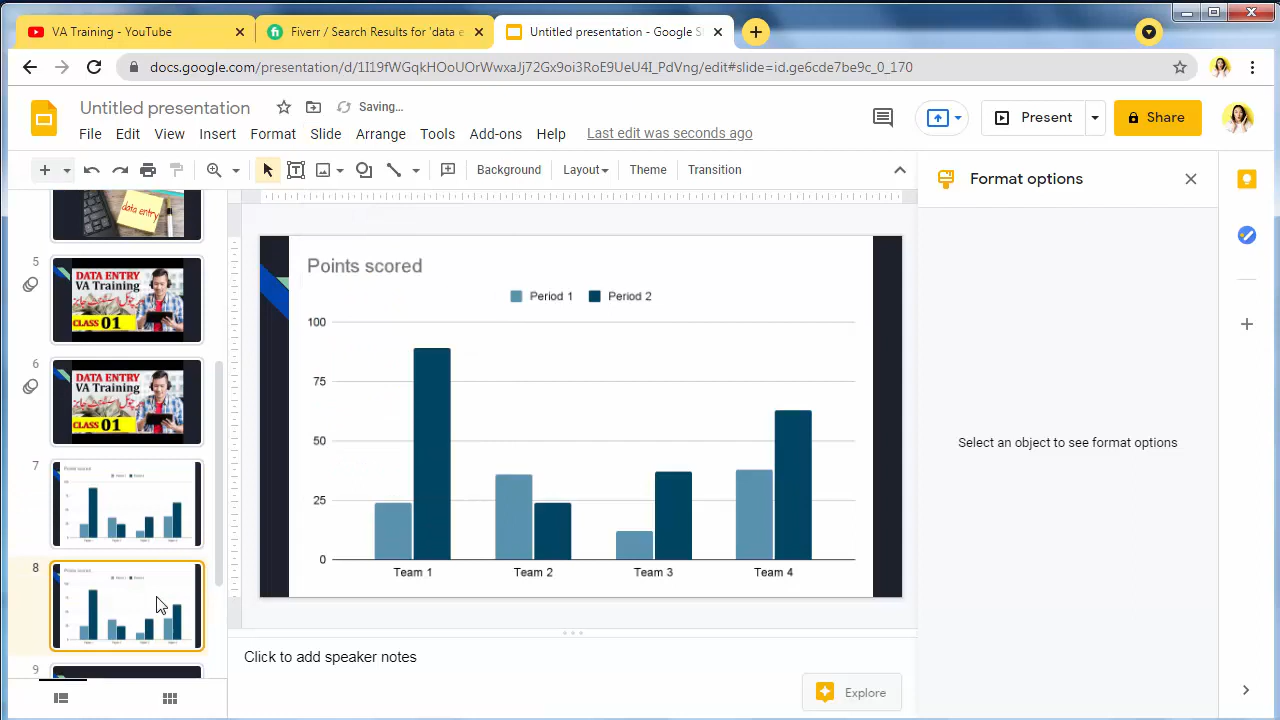 VA Training - YouTube
Fiverr / Search Results for 'data e
Untitled presentation - Google S
docs.google.com/presentation/d/1I19fWGqkHOoUOrWwxaJj72Gx9oi3RoE9UeU4I_PdVng/edit#slide=id.ge6cde7be9c_0_170
Untitled presentation
Saving...
File Edit View Insert Format Slide Arrange Tools Add-ons Help Last edit was seconds ago
Present
Share
Background Layout Theme Transition
Format options
Select an object to see format options
data entry
5
DATA ENTRY
VA Training
CLASS 01
6
DATA ENTRY
VA Training
CLASS 01
7
Points scored
8
Points scored
9
Points scored
Period 1 Period 2
100
75
50
25
0
Team 1 Team 2 Team 3 Team 4
Click to add speaker notes
Explore